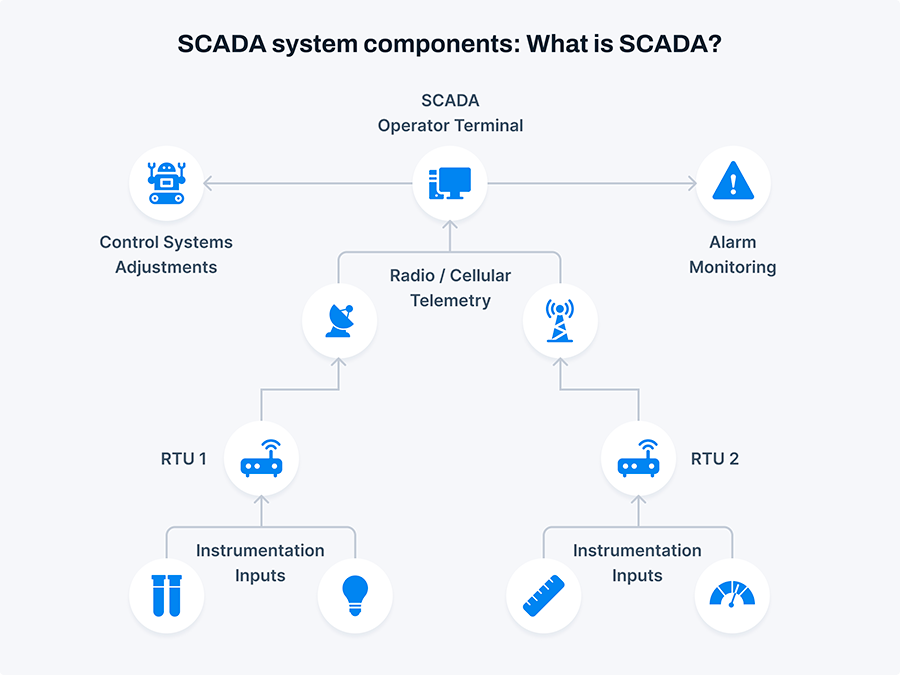 SCADA system components: What is SCADA?
SCADA
Operator Terminal
Control Systems
Adjustments
Alarm
Monitoring
Radio / Cellular
Telemetry
RTU 1
RTU 2
Instrumentation
Inputs
Instrumentation
Inputs